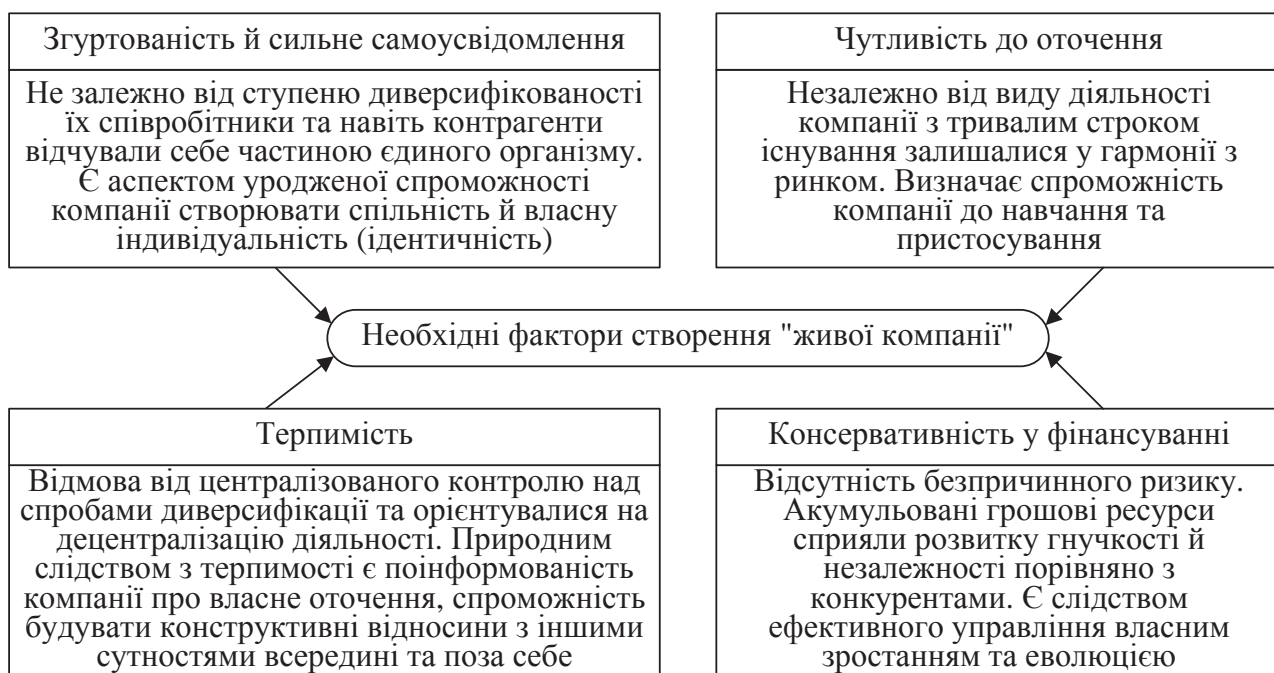 Згуртованість й сильне самоусвідомлення
Не залежно від ступеню диверсифікованості
їх співробітники та навіть контрагенти
відчували себе частиною єдиного організму.
Є аспектом уродженої спроможності
компанії створювати спільність й власну
індивідуальність (ідентичність)
Чутливість до оточення
Незалежно від виду діяльності
компанії з тривалим строком
існування залишалися у гармонії з
ринком. Визначає спроможність
компанії до навчання та
пристосування
Необхідні фактори створення "живої компанії"
Терпимість
Відмова від централізованого контролю над
спробами диверсифікації та орієнтувалися на
децентралізацію діяльності. Природним
слідством з терпимості є поінформованість
компанії про власне оточення, спроможність
будувати конструктивні відносини з іншими
сутностями всередині та поза себе
Консервативність у фінансуванні
Відсутність безпричинного ризику.
Акумульовані грошові ресурси
сприяли розвитку гнучкості й
незалежності порівняно з
конкурентами. Є слідством
ефективного управління власним
зростанням та еволюцією